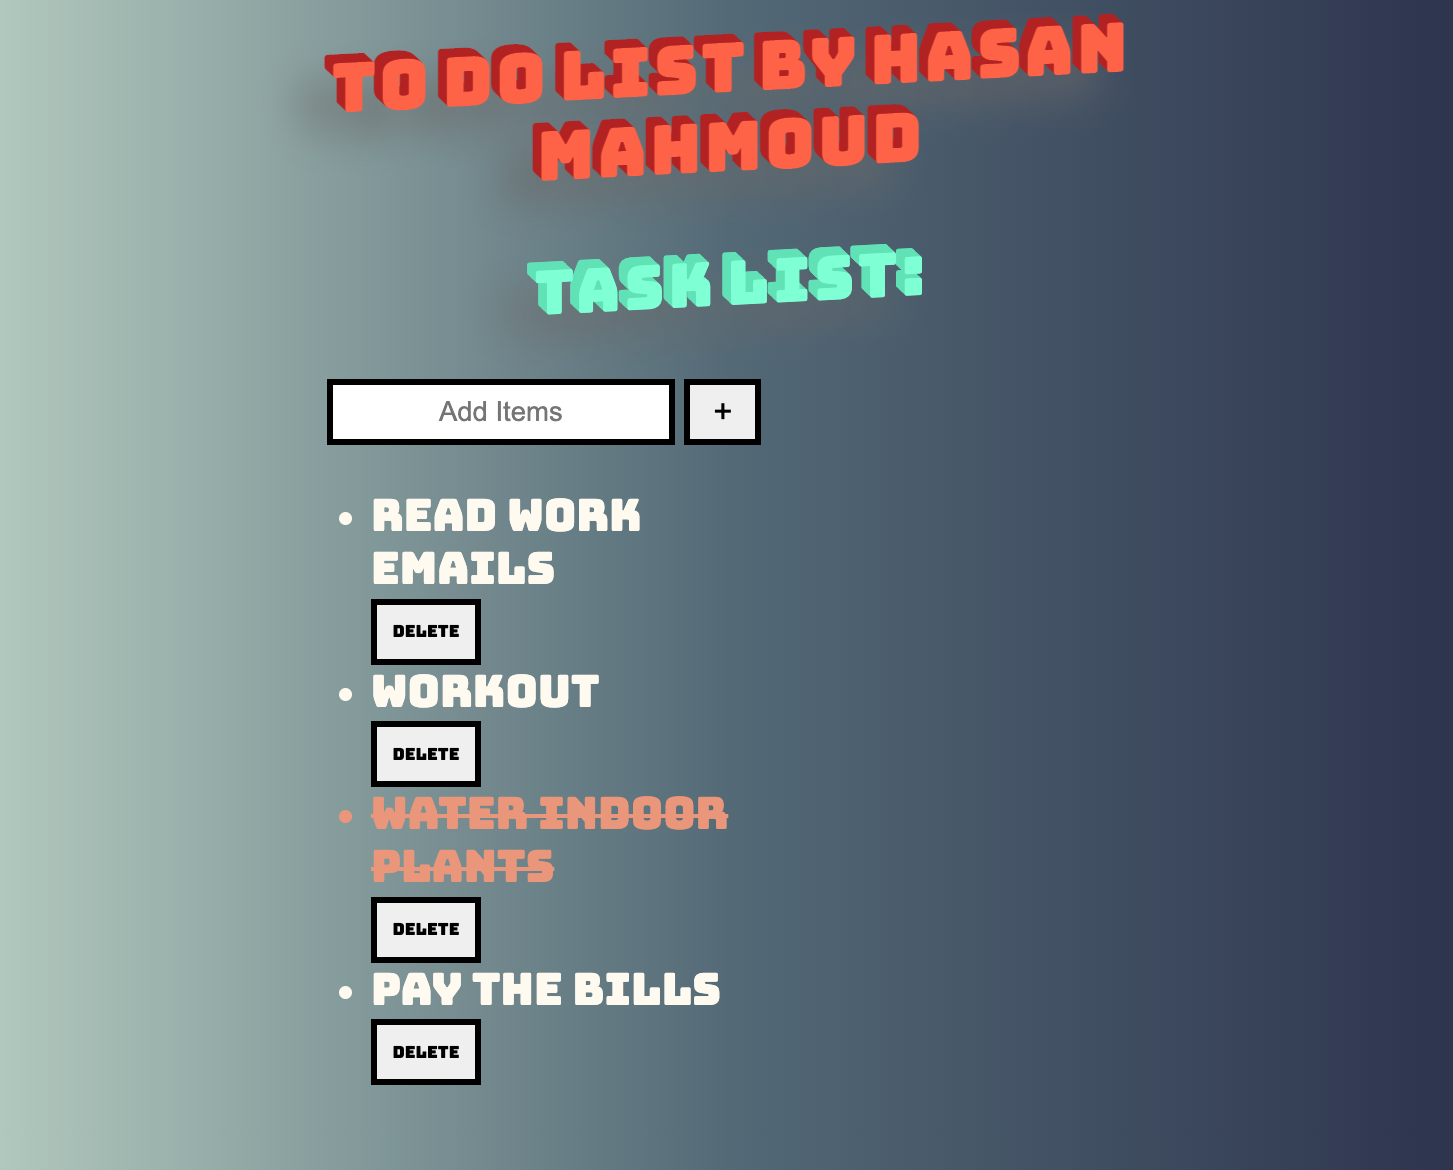 TO DO LIST BY HASAN
MAHMOUD
TASK LIST:
Add Items
+
READ WORK
EMAILS
DELETE
WORKOUT
DELETE
WATER INDOOR
PLANTS
DELETE
PAY THE BILLS
DELETE